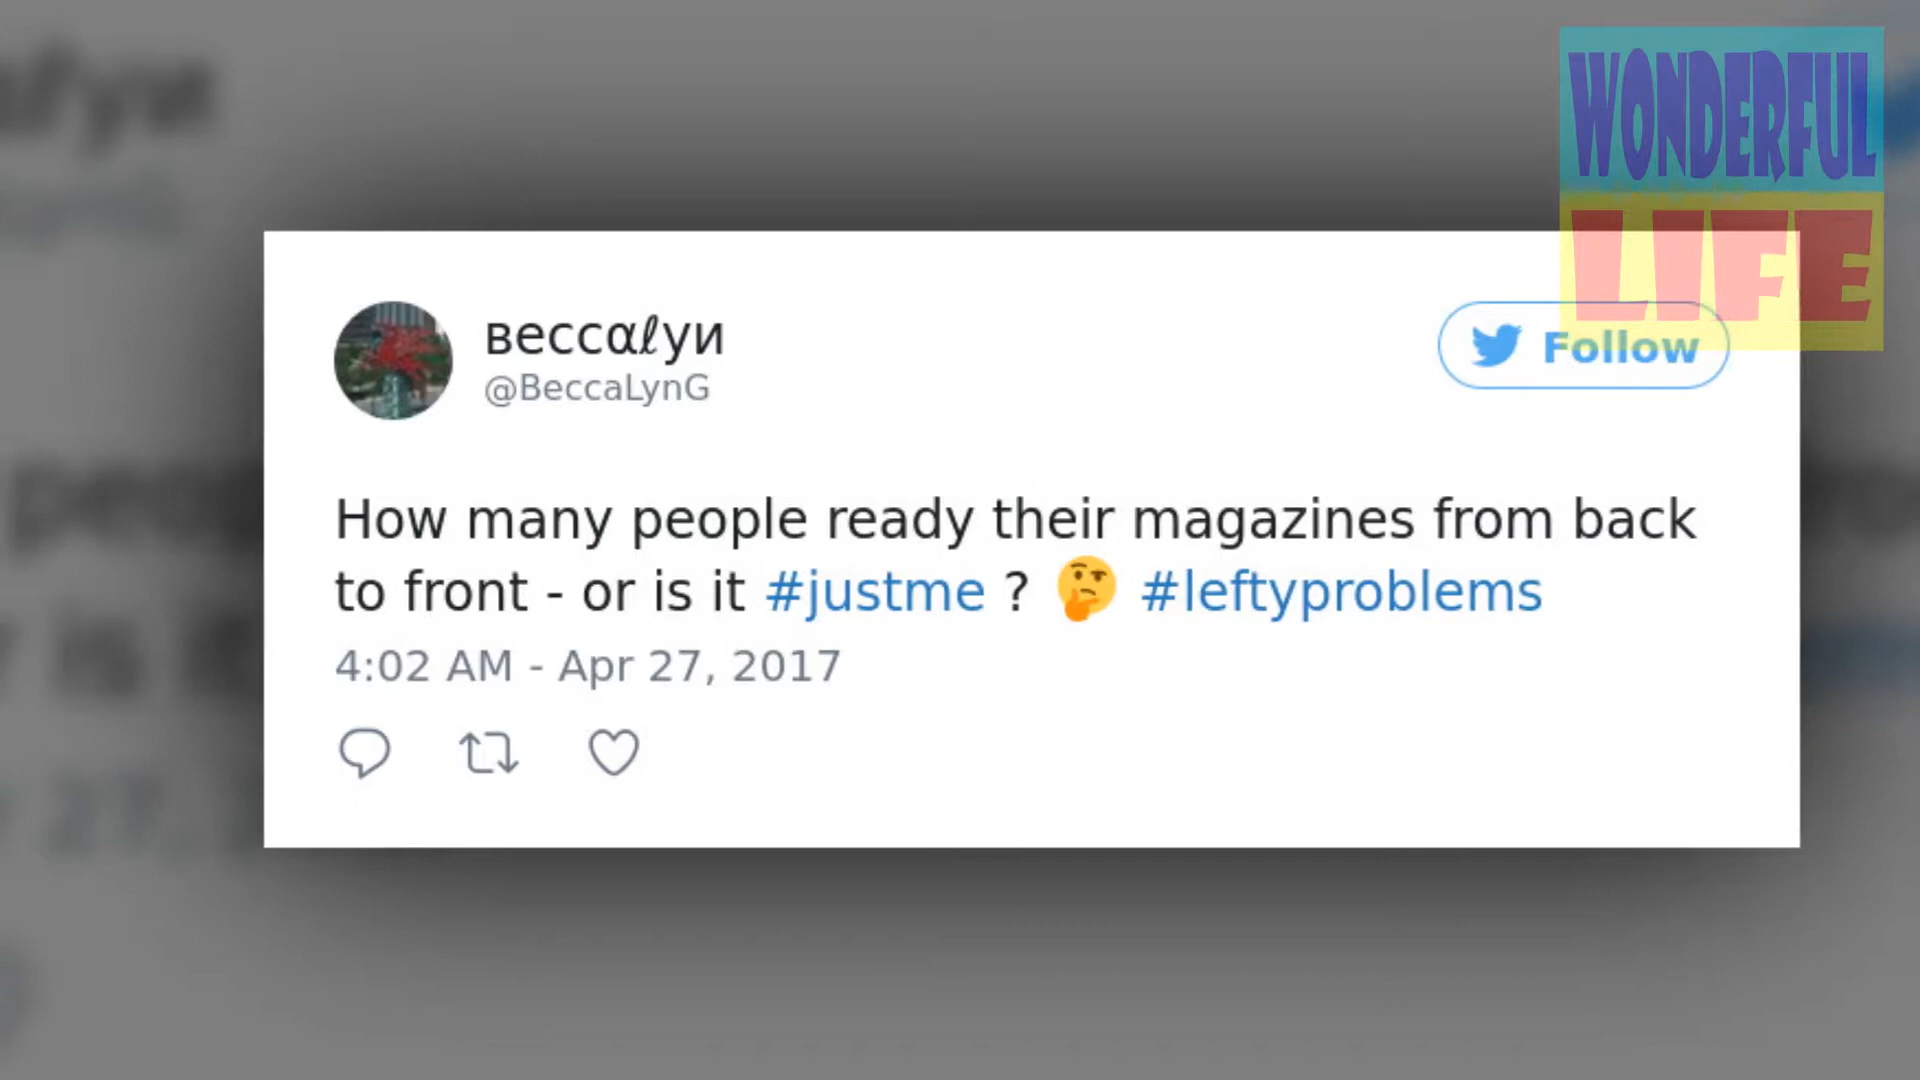 WONDERFUL
LIFE
вeccαℓyи
@BeccaLynG
Follow
How many people ready their magazines from back
to front - or is it #justme ? 🤔 #leftyproblems
4:02 AM - Apr 27, 2017